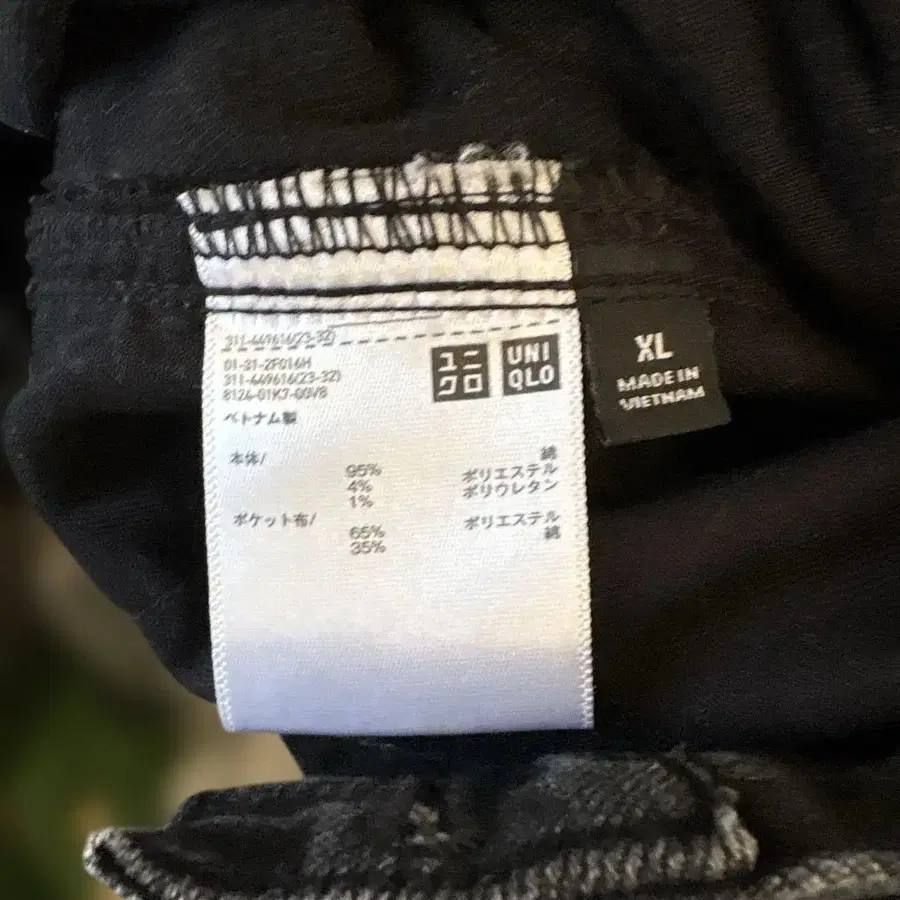 311-449616(23-32)
01-31-2F016H
311-449616(23-32)
8124-01K7-00V8
ベトナム製
ユニ
クロ
UNI
QLO
本体/ 綿
95% ポリエステル
4% ポリウレタン
1%
ポケット布/ ポリエステル
65% 綿
35%
XL
MADE IN
VIETNAM